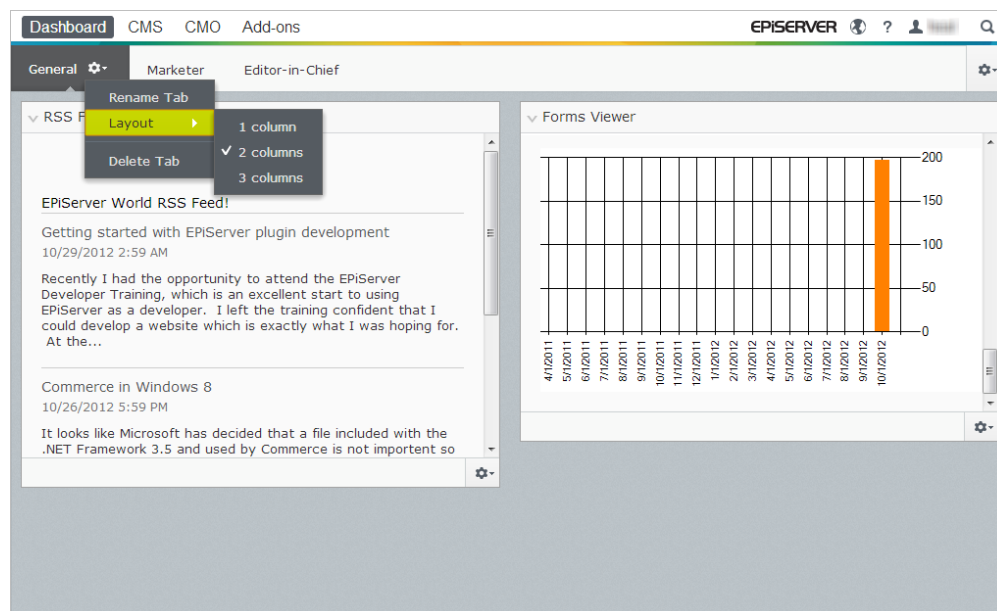 Dashboard CMS CMO Add-ons EPiSERVER ?
General Marketer Editor-in-Chief
Rename Tab
Layout
Delete Tab
1 column
2 columns
3 columns
RSS F
EPiServer World RSS Feed!
Getting started with EPiServer plugin development
10/29/2012 2:59 AM
Recently I had the opportunity to attend the EPiServer
Developer Training, which is an excellent start to using
EPiServer as a developer. I left the training confident that I
could develop a website which is exactly what I was hoping for.
At the...
Commerce in Windows 8
10/26/2012 5:59 PM
It looks like Microsoft has decided that a file included with the
.NET Framework 3.5 and used by Commerce is not importent so
Forms Viewer
200
150
100
50
0
4/1/2011
5/1/2011
6/1/2011
7/1/2011
8/1/2011
9/1/2011
10/1/2011
11/1/2011
12/1/2011
1/1/2012
2/1/2012
3/1/2012
4/1/2012
5/1/2012
6/1/2012
7/1/2012
8/1/2012
9/1/2012
10/1/2012